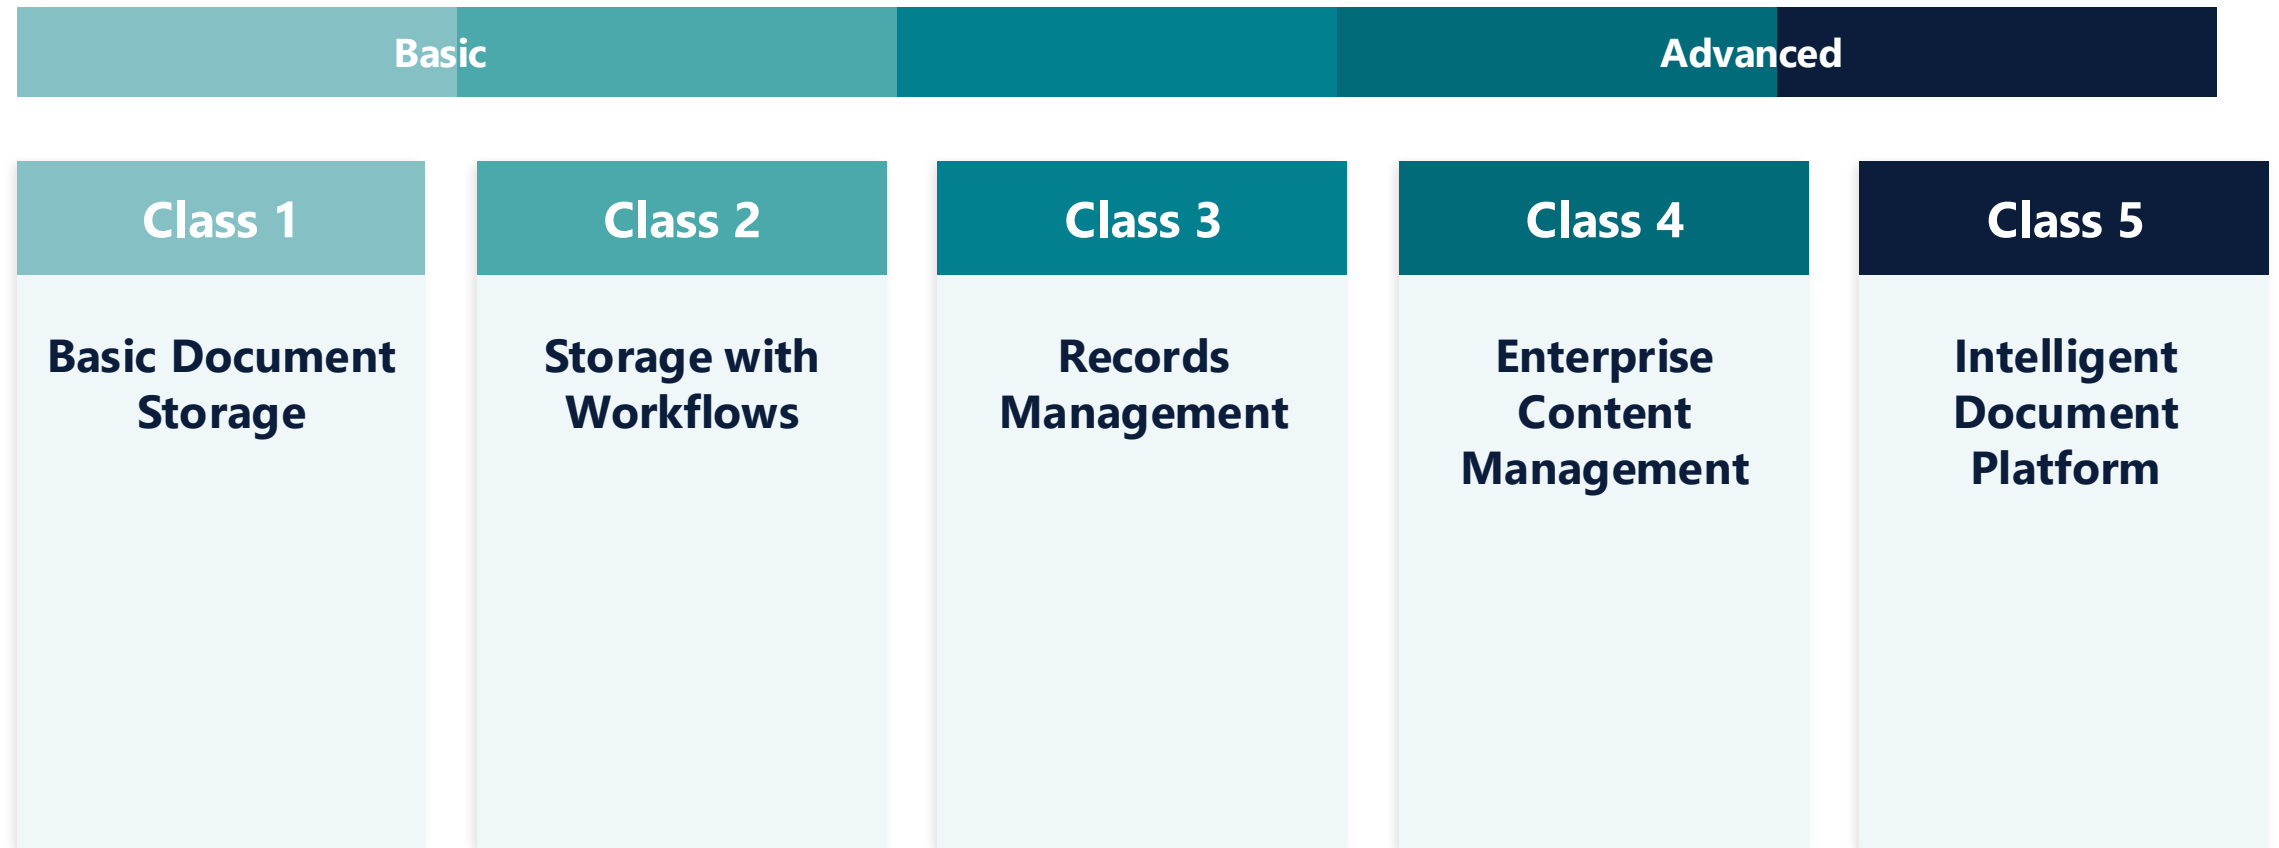 Basic
Advanced
Class 1
Basic Document
Storage
Class 2
Storage with
Workflows
Class 3
Records
Management
Class 4
Enterprise
Content
Management
Class 5
Intelligent
Document
Platform